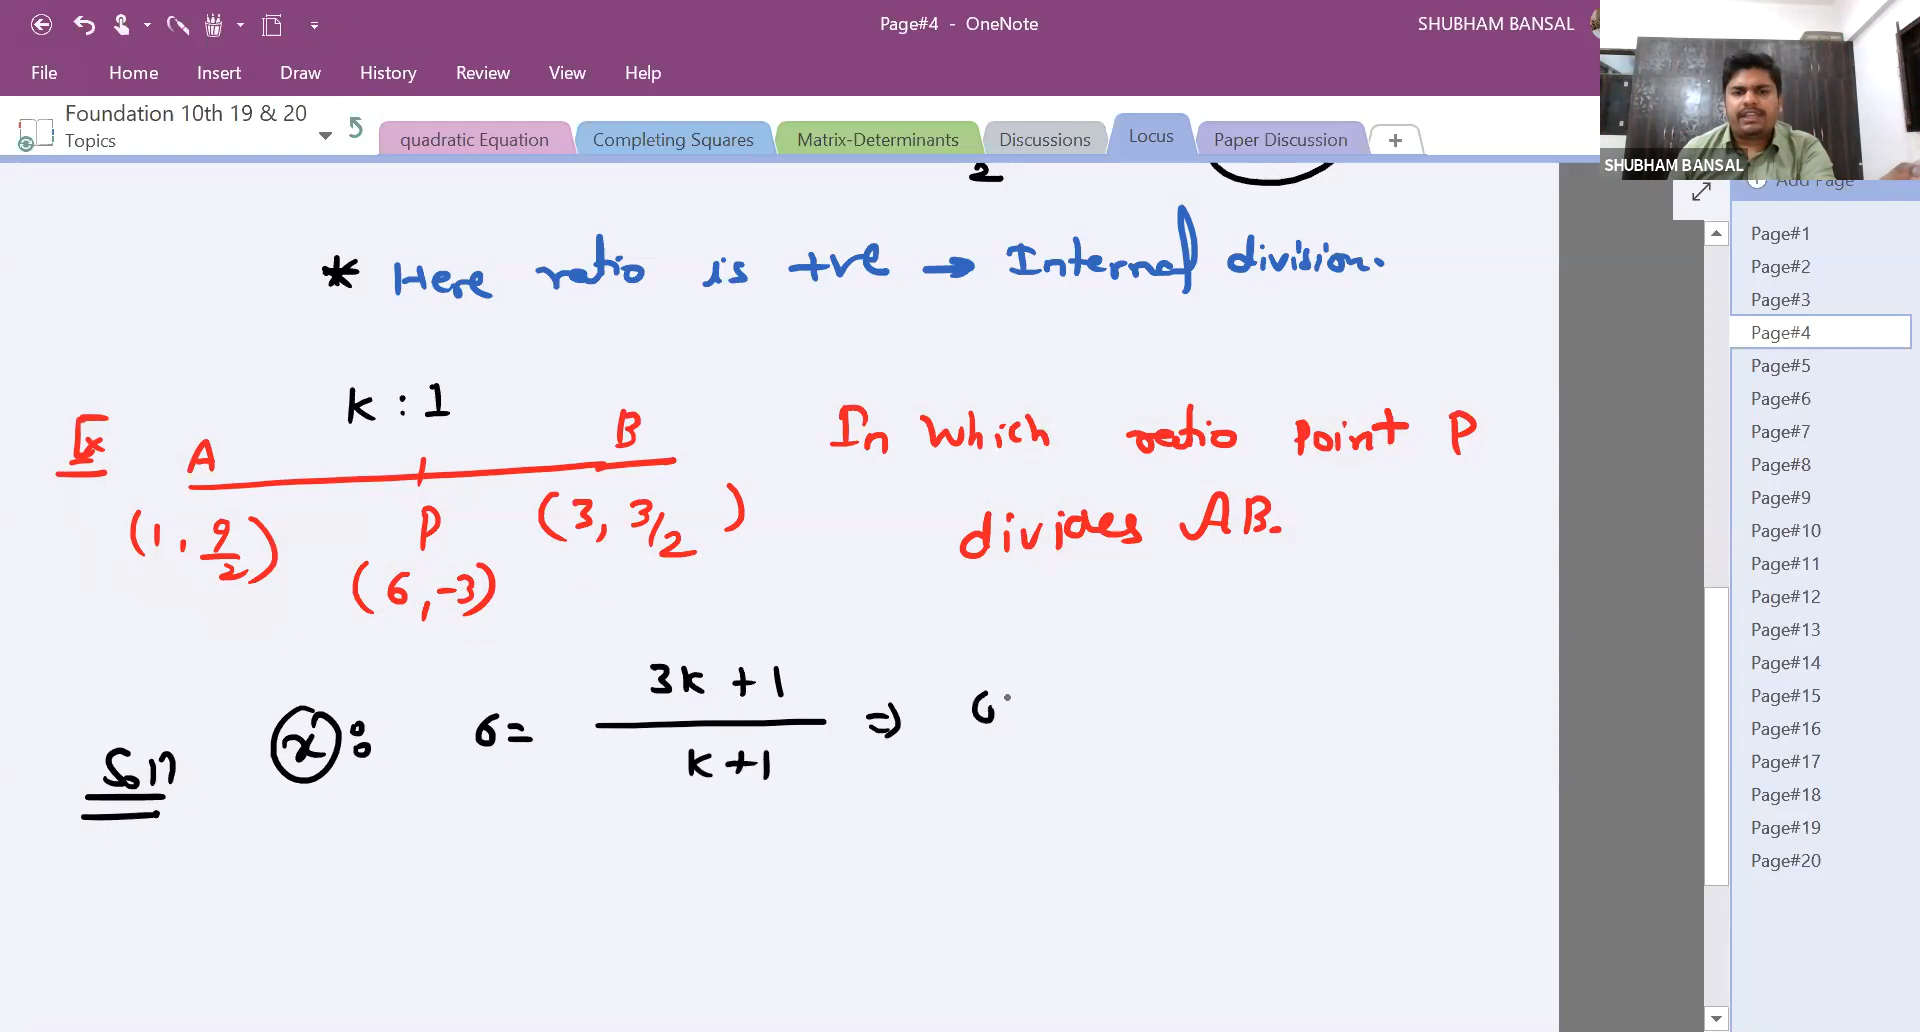 Page#4 - OneNote
SHUBHAM BANSAL
File Home Insert Draw History Review View Help
Foundation 10th 19 & 20
Topics
quadratic Equation Completing Squares Matrix-Determinants Discussions Locus Paper Discussion +
SHUBHAM BANSAL
Add Page
2
* Here ratio is +ve → Internal division.
k : 1
Ex A B In which ratio point P
P divides AB.
(1, 9/2) (3, 3/2)
(6, -3)
Soln x : 6 = (3k + 1)/(k + 1) ⇒ 6
Page#1
Page#2
Page#3
Page#4
Page#5
Page#6
Page#7
Page#8
Page#9
Page#10
Page#11
Page#12
Page#13
Page#14
Page#15
Page#16
Page#17
Page#18
Page#19
Page#20